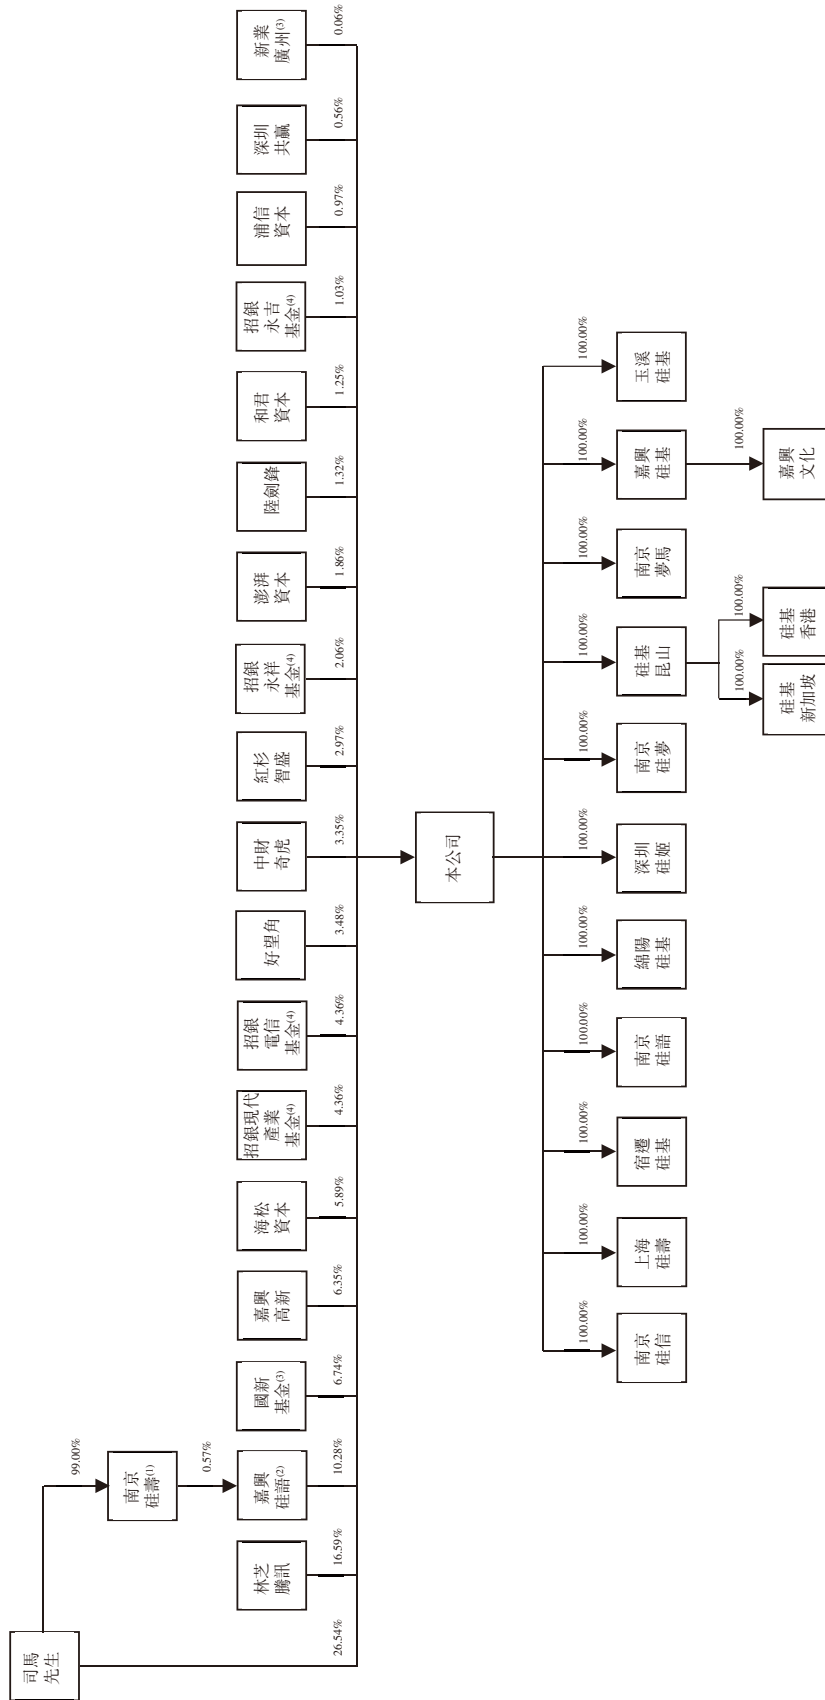 司馬
先生
99.00%
南京
硅壽(1)
0.57%
林芝
騰訊
嘉興
硅語(2)
國新
基金(3)
嘉興
高新
海松
資本
招銀現代
產業
基金(4)
招銀
電信
基金(4)
好望角
中財
奇虎
紅杉
智盛
招銀
永祥
基金(4)
澎湃
資本
陸劍鋒
和君
資本
招銀
永吉
基金(4)
浦信
資本
深圳
共贏
新業
廣州(3)
26.54%
16.59%
10.28%
6.74%
6.35%
5.89%
4.36%
4.36%
3.48%
3.35%
2.97%
2.06%
1.86%
1.32%
1.25%
1.03%
0.97%
0.56%
0.06%
本公司
100.00%
100.00%
100.00%
100.00%
100.00%
100.00%
100.00%
100.00%
100.00%
100.00%
100.00%
南京
硅信
上海
硅壽
宿遷
硅基
南京
硅語
綿陽
硅基
深圳
硅姬
南京
硅夢
硅基
昆山
南京
夢馬
嘉興
硅基
玉溪
硅基
100.00%
100.00%
100.00%
硅基
新加坡
硅基
香港
嘉興
文化